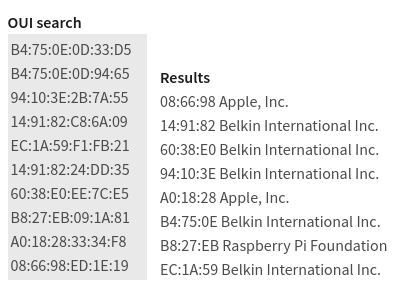 OUI search
B4:75:0E:0D:33:D5
B4:75:0E:0D:94:65
94:10:3E:2B:7A:55
14:91:82:C8:6A:09
EC:1A:59:F1:FB:21
14:91:82:24:DD:35
60:38:E0:EE:7C:E5
B8:27:EB:09:1A:81
A0:18:28:33:34:F8
08:66:98:ED:1E:19
Results
08:66:98 Apple, Inc.
14:91:82 Belkin International Inc.
60:38:E0 Belkin International Inc.
94:10:3E Belkin International Inc.
A0:18:28 Apple, Inc.
B4:75:0E Belkin International Inc.
B8:27:EB Raspberry Pi Foundation
EC:1A:59 Belkin International Inc.